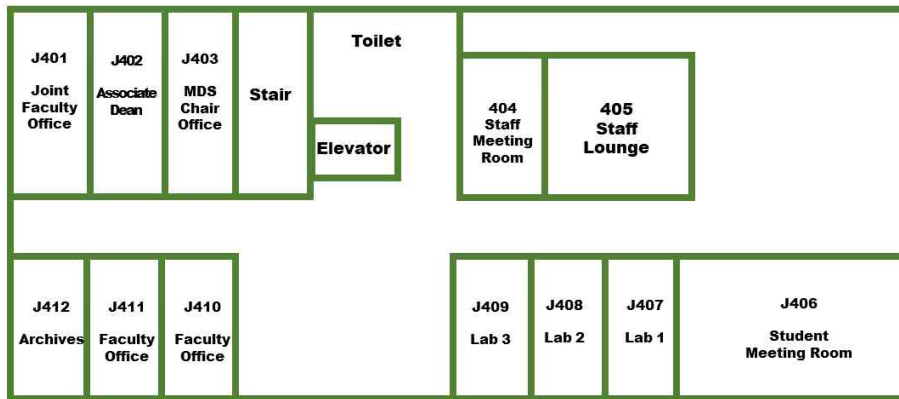 J401
Joint
Faculty
Office
J402
Associate
Dean
J403
MDS
Chair
Office
Stair
Toilet
Elevator
404
Staff
Meeting
Room
405
Staff
Lounge
J412
Archives
J411
Faculty
Office
J410
Faculty
Office
J409
Lab 3
J408
Lab 2
J407
Lab 1
J406
Student
Meeting Room